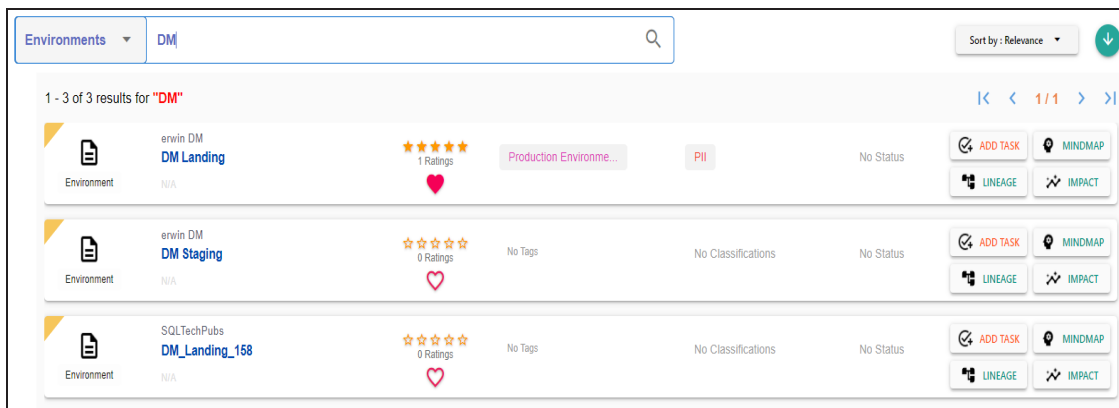 Environments
DM
Sort by : Relevance
1 - 3 of 3 results for "DM"
1 / 1
erwin DM
DM Landing
N/A
Environment
1 Ratings
Production Environme...
PII
No Status
ADD TASK
MINDMAP
LINEAGE
IMPACT
erwin DM
DM Staging
N/A
Environment
0 Ratings
No Tags
No Classifications
No Status
ADD TASK
MINDMAP
LINEAGE
IMPACT
SQLTechPubs
DM_Landing_158
N/A
Environment
0 Ratings
No Tags
No Classifications
No Status
ADD TASK
MINDMAP
LINEAGE
IMPACT